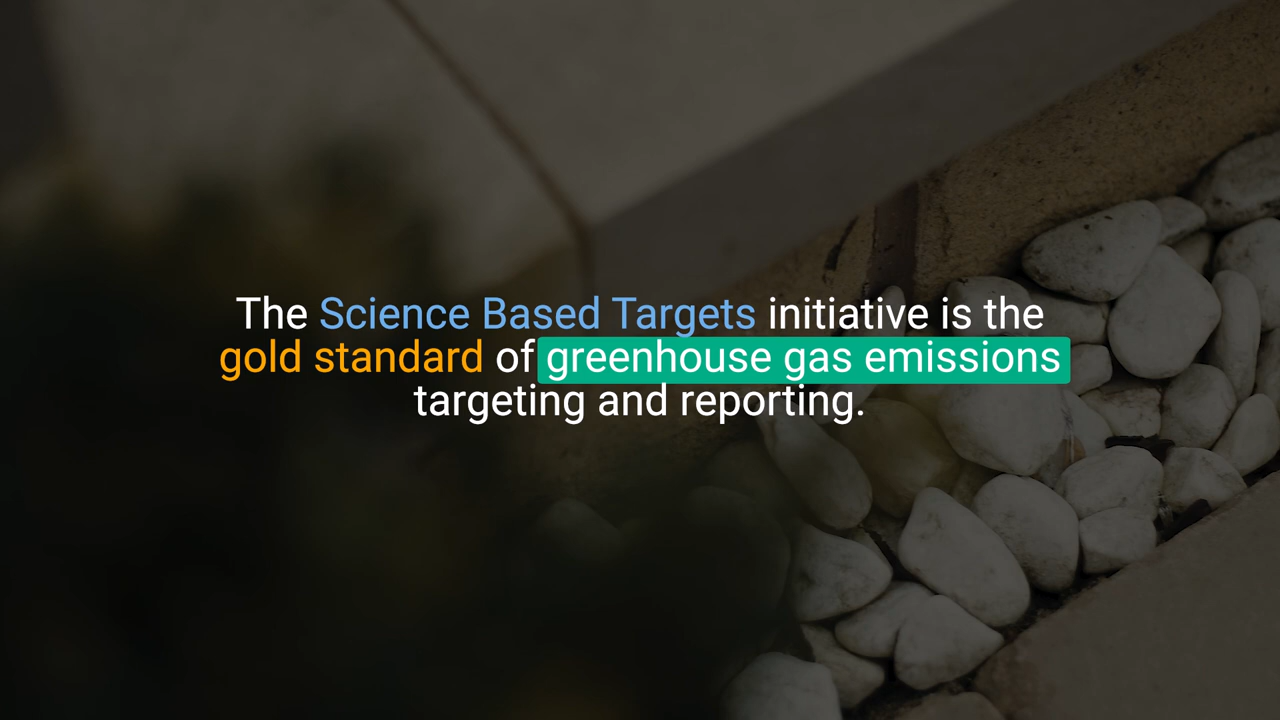 The Science Based Targets initiative is the
gold standard of greenhouse gas emissions
targeting and reporting.